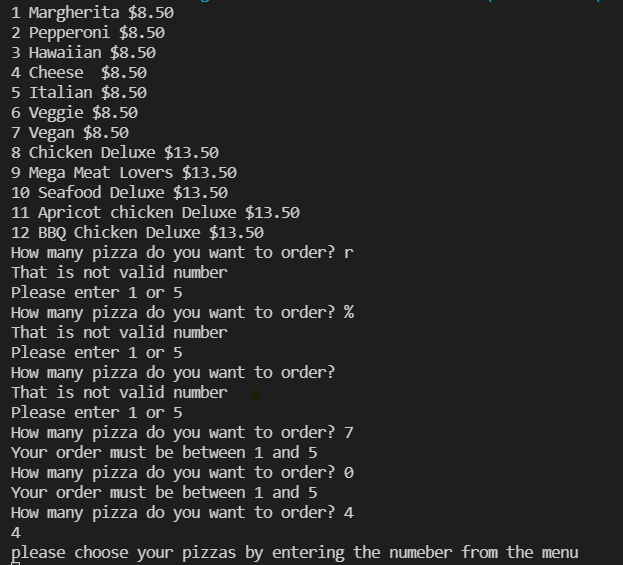 1 Margherita $8.50
2 Pepperoni $8.50
3 Hawaiian $8.50
4 Cheese  $8.50
5 Italian $8.50
6 Veggie $8.50
7 Vegan $8.50
8 Chicken Deluxe $13.50
9 Mega Meat Lovers $13.50
10 Seafood Deluxe $13.50
11 Apricot chicken Deluxe $13.50
12 BBQ Chicken Deluxe $13.50
How many pizza do you want to order? r
That is not valid number
Please enter 1 or 5
How many pizza do you want to order? %
That is not valid number
Please enter 1 or 5
How many pizza do you want to order?
That is not valid number
Please enter 1 or 5
How many pizza do you want to order? 7
Your order must be between 1 and 5
How many pizza do you want to order? 0
Your order must be between 1 and 5
How many pizza do you want to order? 4
4
please choose your pizzas by entering the numeber from the menu